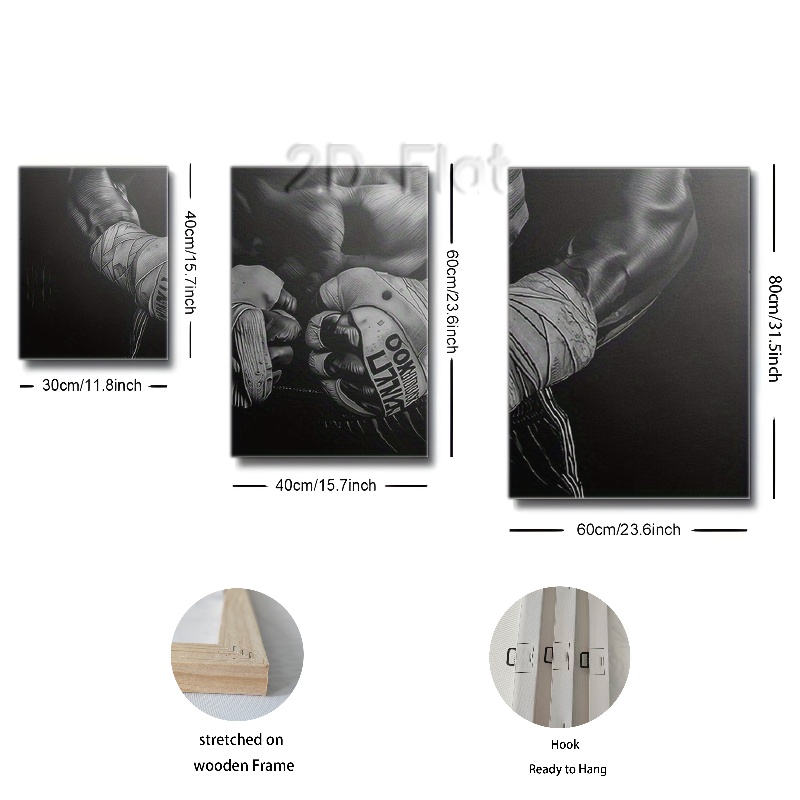 2D Flat
40cm/15.7inch
60cm/23.6inch
80cm/31.5inch
30cm/11.8inch
40cm/15.7inch
60cm/23.6inch
stretched on
wooden Frame
Hook
Ready to Hang